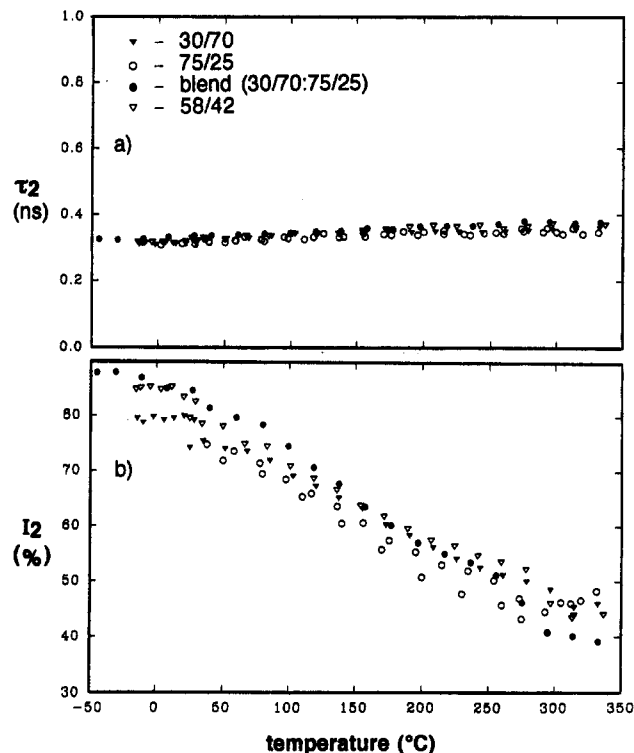 1.0
0.8
0.6
0.4
0.2
0.0
τ2
(ns)
a)
▼ – 30/70
○ – 75/25
● – blend (30/70:75/25)
▽ – 58/42
80
70
60
50
40
30
I2
(%)
b)
-50 0 50 100 150 200 250 300 350
temperature (°C)